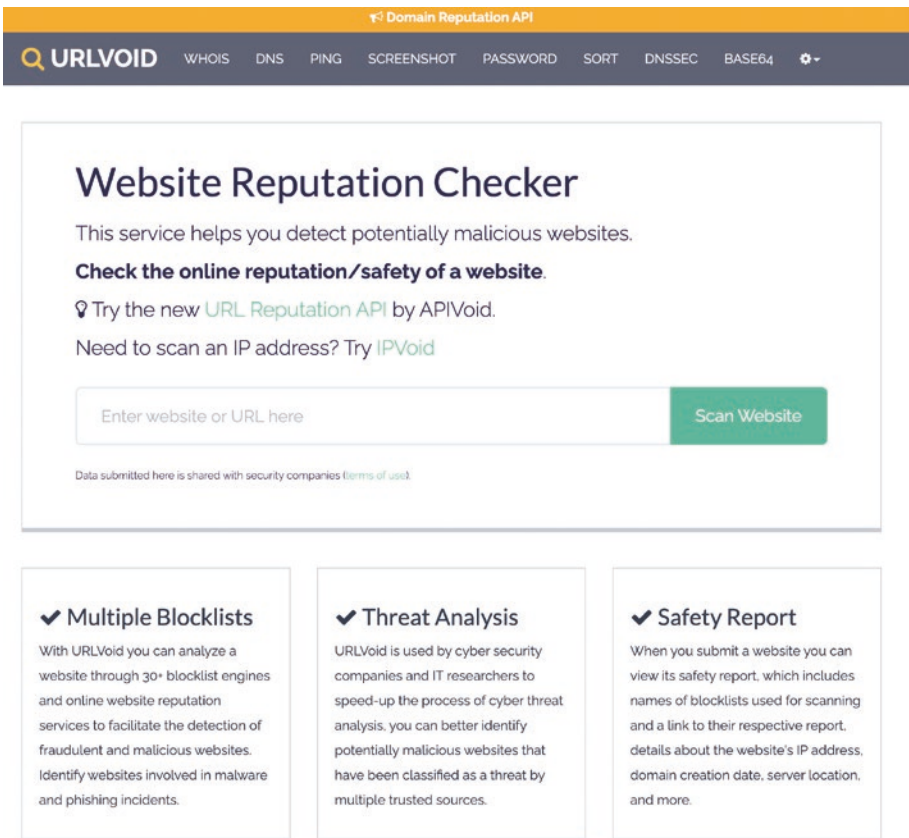 Domain Reputation API
URLVOID WHOIS DNS PING SCREENSHOT PASSWORD SORT DNSSEC BASE64
Website Reputation Checker
This service helps you detect potentially malicious websites.
Check the online reputation/safety of a website.
Try the new URL Reputation API by APIVoid.
Need to scan an IP address? Try IPVoid
Enter website or URL here
Scan Website
Data submitted here is shared with security companies (terms of use).
Multiple Blocklists
With URLVoid you can analyze a
website through 30+ blocklist engines
and online website reputation
services to facilitate the detection of
fraudulent and malicious websites.
Identify websites involved in malware
and phishing incidents.
Threat Analysis
URLVoid is used by cyber security
companies and IT researchers to
speed-up the process of cyber threat
analysis, you can better identify
potentially malicious websites that
have been classified as a threat by
multiple trusted sources.
Safety Report
When you submit a website you can
view its safety report, which includes
names of blocklists used for scanning
and a link to their respective report,
details about the website's IP address,
domain creation date, server location,
and more.